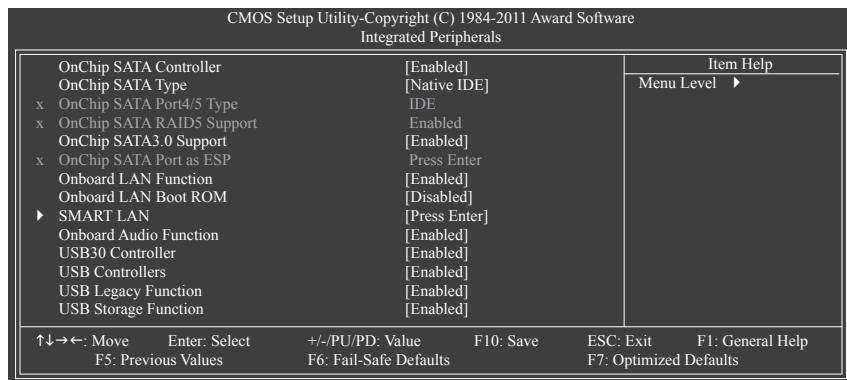 CMOS Setup Utility-Copyright (C) 1984-2011 Award Software
Integrated Peripherals
OnChip SATA Controller [Enabled]
OnChip SATA Type [Native IDE]
x OnChip SATA Port4/5 Type IDE
x OnChip SATA RAID5 Support Enabled
OnChip SATA3.0 Support [Enabled]
x OnChip SATA Port as ESP Press Enter
Onboard LAN Function [Enabled]
Onboard LAN Boot ROM [Disabled]
SMART LAN [Press Enter]
Onboard Audio Function [Enabled]
USB30 Controller [Enabled]
USB Controllers [Enabled]
USB Legacy Function [Enabled]
USB Storage Function [Enabled]
Item Help
Menu Level
↑↓→←: Move Enter: Select +/-/PU/PD: Value F10: Save ESC: Exit F1: General Help
F5: Previous Values F6: Fail-Safe Defaults F7: Optimized Defaults